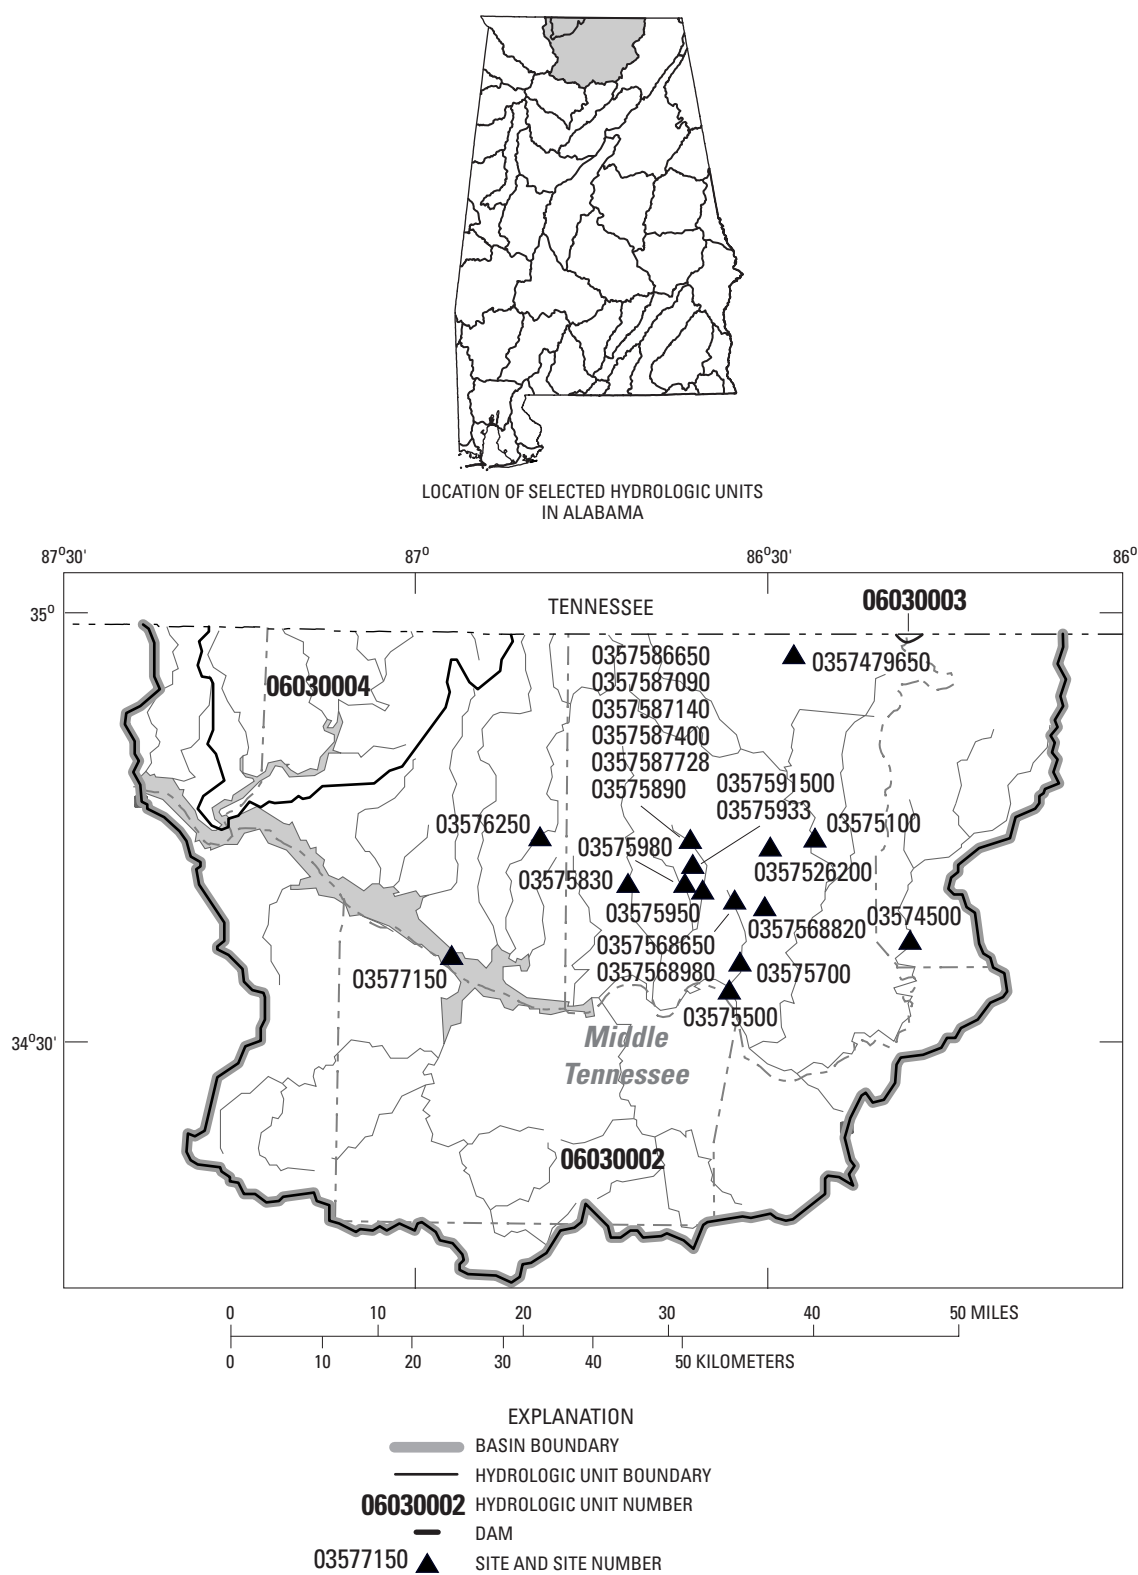 LOCATION OF SELECTED HYDROLOGIC UNITS
IN ALABAMA
87°30'
87°
86°30'
86°
35°
TENNESSEE
06030003
0357586650
0357479650
0357587090
06030004
0357587140
0357587400
0357587728
03575890
0357591500
03575933
03576250
03575100
03575980
0357526200
03575830
03575950
03574500
0357568820
0357568650
0357568980
03575700
03577150
03575500
34°30'
Middle
Tennessee
06030002
0 10 20 30 40 50 MILES
0 10 20 30 40 50 KILOMETERS
EXPLANATION
BASIN BOUNDARY
HYDROLOGIC UNIT BOUNDARY
06030002 HYDROLOGIC UNIT NUMBER
DAM
03577150 SITE AND SITE NUMBER